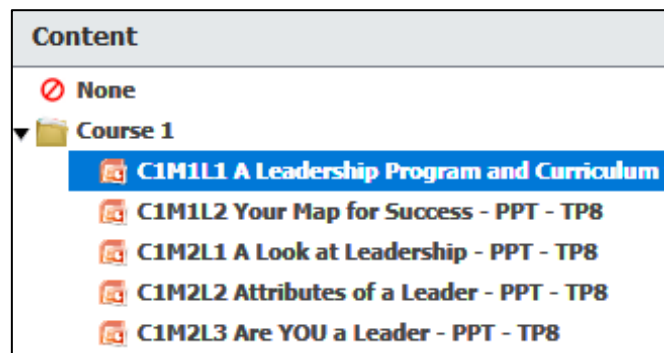 Content
None
Course 1
C1M1L1 A Leadership Program and Curriculum
C1M1L2 Your Map for Success - PPT - TP8
C1M2L1 A Look at Leadership - PPT - TP8
C1M2L2 Attributes of a Leader - PPT - TP8
C1M2L3 Are YOU a Leader - PPT - TP8